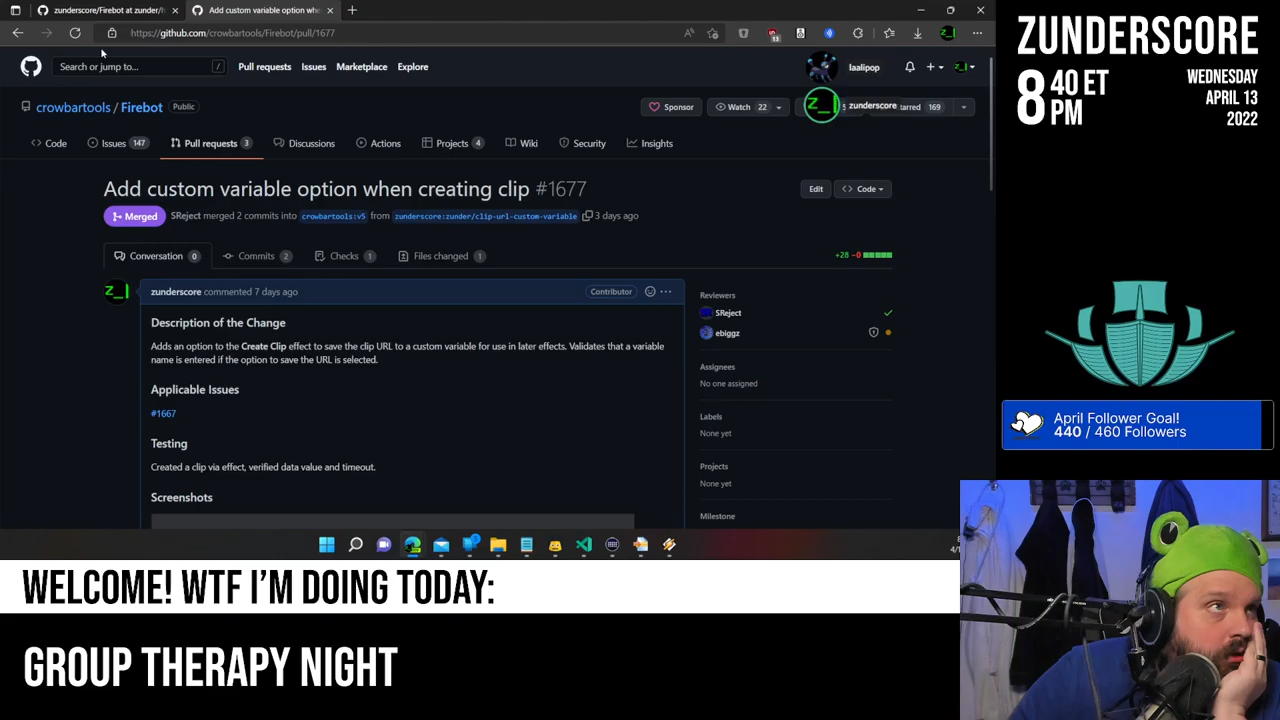 zunderscore/Firebot at zunder/h
Add custom variable option whe
https://github.com/crowbartools/Firebot/pull/1677
13
Search or jump to...
/
Pull requests
Issues
Marketplace
Explore
laalipop
crowbartools / Firebot
Public
Sponsor
Watch 22
zunderscore
169
Code
Issues 147
Pull requests 3
Discussions
Actions
Projects 4
Wiki
Security
Insights
Add custom variable option when creating clip #1677
Edit
Code
Merged
SReject merged 2 commits into crowbartools:v5 from zunderscore:zunder/clip-url-custom-variable 3 days ago
Conversation 0
Commits 2
Checks 1
Files changed 1
+28 −0
zunderscore commented 7 days ago
Contributor
Description of the Change
Adds an option to the Create Clip effect to save the clip URL to a custom variable for use in later effects. Validates that a variable
name is entered if the option to save the URL is selected.
Applicable Issues
#1667
Testing
Created a clip via effect, verified data value and timeout.
Screenshots
Reviewers
SReject
ebiggz
Assignees
No one assigned
Labels
None yet
Projects
None yet
Milestone
ZUNDERSCORE
8 40 ET
PM
WEDNESDAY
APRIL 13
2022
April Follower Goal!
440 / 460 Followers
WELCOME! WTF I'M DOING TODAY:
GROUP THERAPY NIGHT